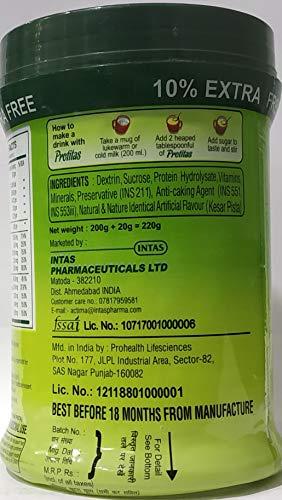 A FREE
10% EXTRA F
How to make a drink with Profilas
Take a mug of lukewarm or cold milk (200 ml.)
Add 2 heaped tablespoonful of Profilas
Add sugar to taste and stir
INGREDIENTS : Dextrin, Sucrose, Protein Hydrolysate, Vitamins,
Minerals, Preservative (INS 211), Anti-caking Agent (INS 551,
INS 553iii), Natural & Nature Identical Artificial Flavour (Kesar Pista)
Net weight : 200g + 20g = 220g
Marketed by : INTAS
INTAS
PHARMACEUTICALS LTD
Matoda - 382210
Dist. Ahmedabad INDIA
Customer care no.: 07817959581
E-mail : actima@intaspharma.com
fssai Lic. No.: 10717001000006
Mfd. in India by : Prohealth Lifesciences
Plot No. 177, JLPL Industrial Area, Sector-82,
SAS Nagar Punjab-160082
Lic. No.: 12118801000001
BEST BEFORE 18 MONTHS FROM MANUFACTURE
Batch No.
Mfg. Date
M.R.P Rs :
For Detail
See Bottom